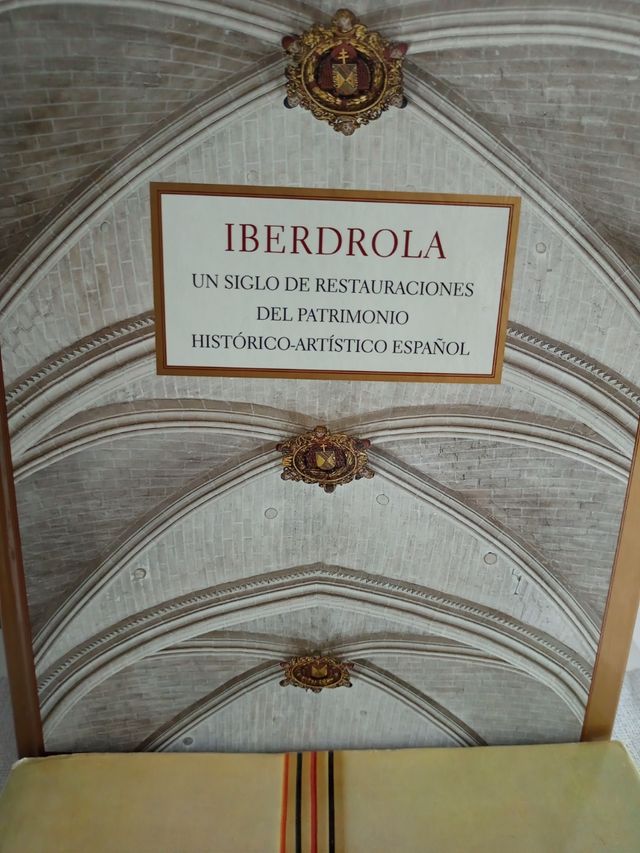 IBERDROLA
UN SIGLO DE RESTAURACIONES
DEL PATRIMONIO
HISTÓRICO-ARTÍSTICO ESPAÑOL